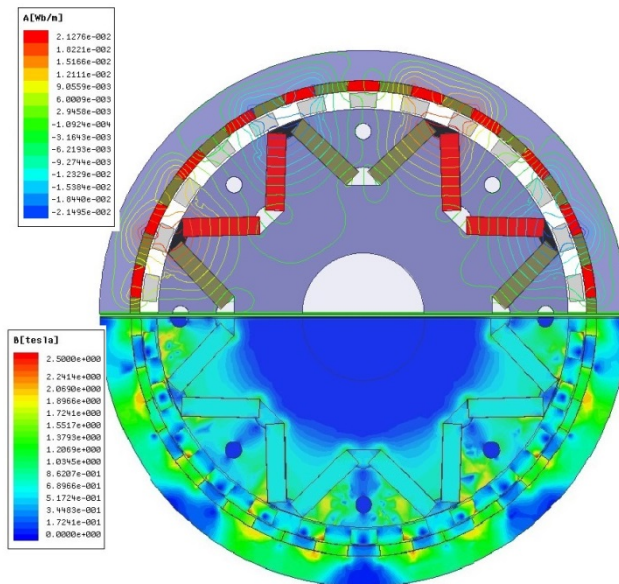 A[Wb/m]
2.1276e-002
1.8221e-002
1.5166e-002
1.2111e-002
9.0559e-003
6.0009e-003
2.9458e-003
-1.0924e-004
-3.1643e-003
-6.2193e-003
-9.2744e-003
-1.2329e-002
-1.5384e-002
-1.8440e-002
-2.1495e-002
B[tesla]
2.5000e+000
2.2414e+000
2.0690e+000
1.8966e+000
1.7241e+000
1.5517e+000
1.3793e+000
1.2069e+000
1.0345e+000
8.6207e-001
6.8966e-001
5.1724e-001
3.4483e-001
1.7241e-001
0.0000e+000